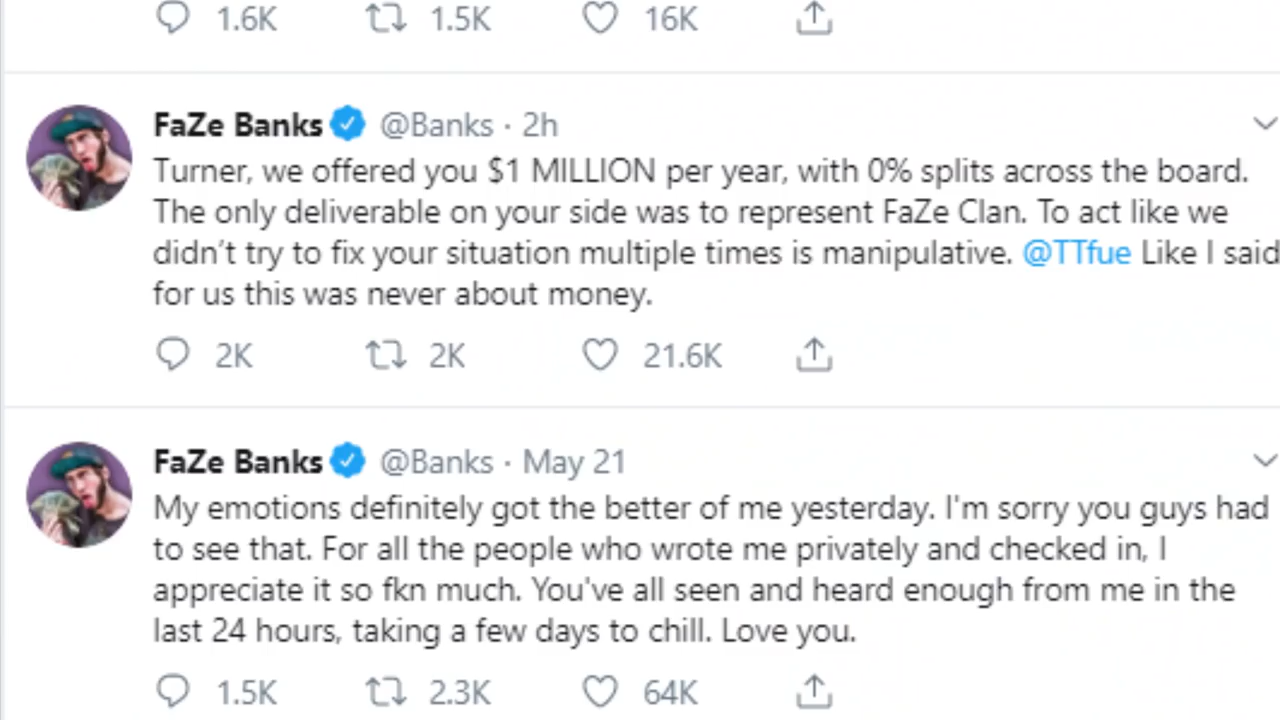 1.6K 1.5K 16K
FaZe Banks @Banks · 2h
Turner, we offered you $1 MILLION per year, with 0% splits across the board.
The only deliverable on your side was to represent FaZe Clan. To act like we
didn't try to fix your situation multiple times is manipulative. @TTfue Like I said
for us this was never about money.
2K 2K 21.6K
FaZe Banks @Banks · May 21
My emotions definitely got the better of me yesterday. I'm sorry you guys had
to see that. For all the people who wrote me privately and checked in, I
appreciate it so fkn much. You've all seen and heard enough from me in the
last 24 hours, taking a few days to chill. Love you.
1.5K 2.3K 64K